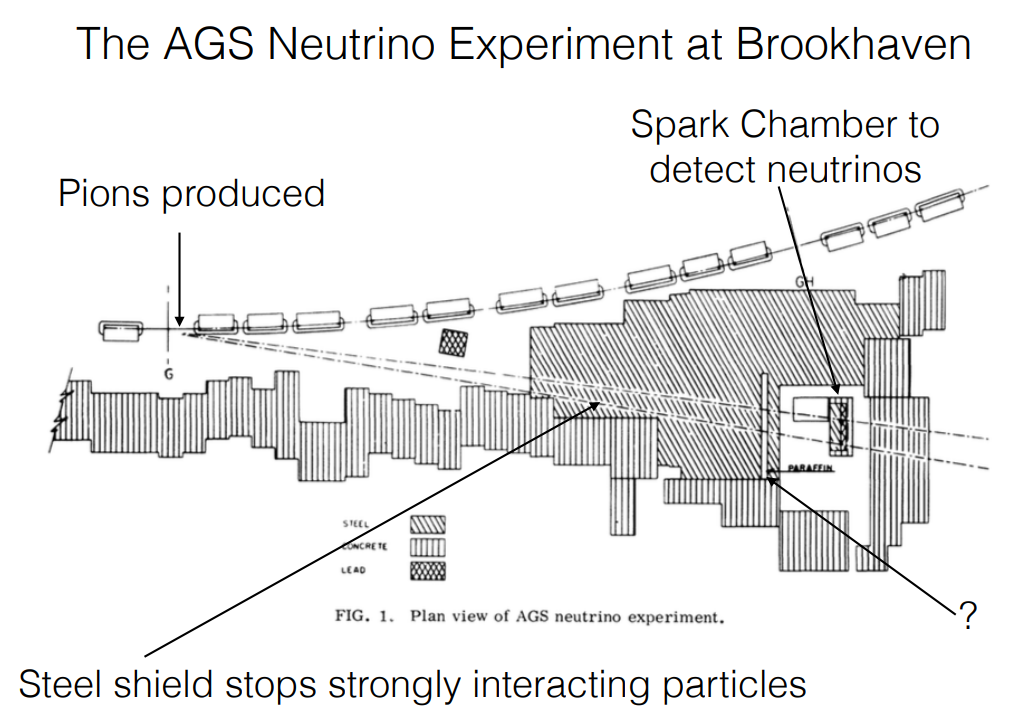 The AGS Neutrino Experiment at Brookhaven
Spark Chamber to
detect neutrinos
Pions produced
GH
G
PARAFFIN
STEEL
CONCRETE
LEAD
?
FIG. 1. Plan view of AGS neutrino experiment.
Steel shield stops strongly interacting particles